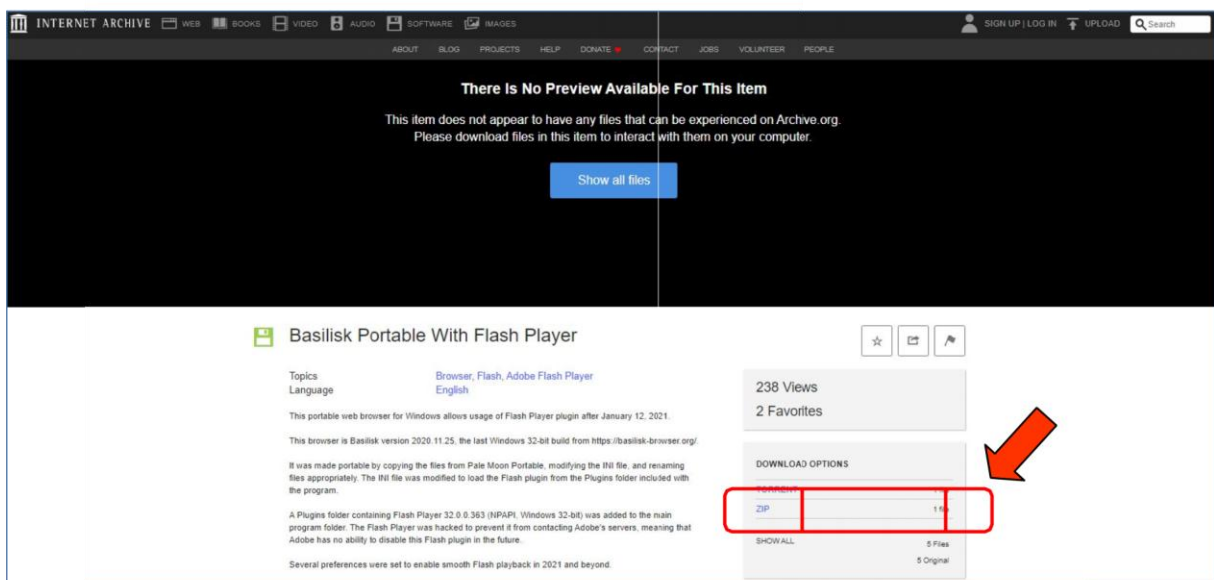 INTERNET ARCHIVE WEB BOOKS VIDEO AUDIO SOFTWARE IMAGES SIGN UP | LOG IN UPLOAD Search
ABOUT BLOG PROJECTS HELP DONATE CONTACT JOBS VOLUNTEER PEOPLE
There Is No Preview Available For This Item
This item does not appear to have any files that can be experienced on Archive.org.
Please download files in this item to interact with them on your computer.
Show all files
Basilisk Portable With Flash Player
Topics Browser, Flash, Adobe Flash Player
Language English
This portable web browser for Windows allows usage of Flash Player plugin after January 12, 2021.
This browser is Basilisk version 2020.11.25, the last Windows 32-bit build from https://basilisk-browser.org/.
It was made portable by copying the files from Pale Moon Portable, modifying the INI file, and renaming
files appropriately. The INI file was modified to load the Flash plugin from the Plugins folder included with
the program.
A Plugins folder containing Flash Player 32.0.0.363 (NPAPI, Windows 32-bit) was added to the main
program folder. The Flash Player was hacked to prevent it from contacting Adobe's servers, meaning that
Adobe has no ability to disable this Flash plugin in the future.
Several preferences were set to enable smooth Flash playback in 2021 and beyond.
238 Views
2 Favorites
DOWNLOAD OPTIONS
TORRENT
ZIP 1 file
SHOW ALL 5 Files
5 Original